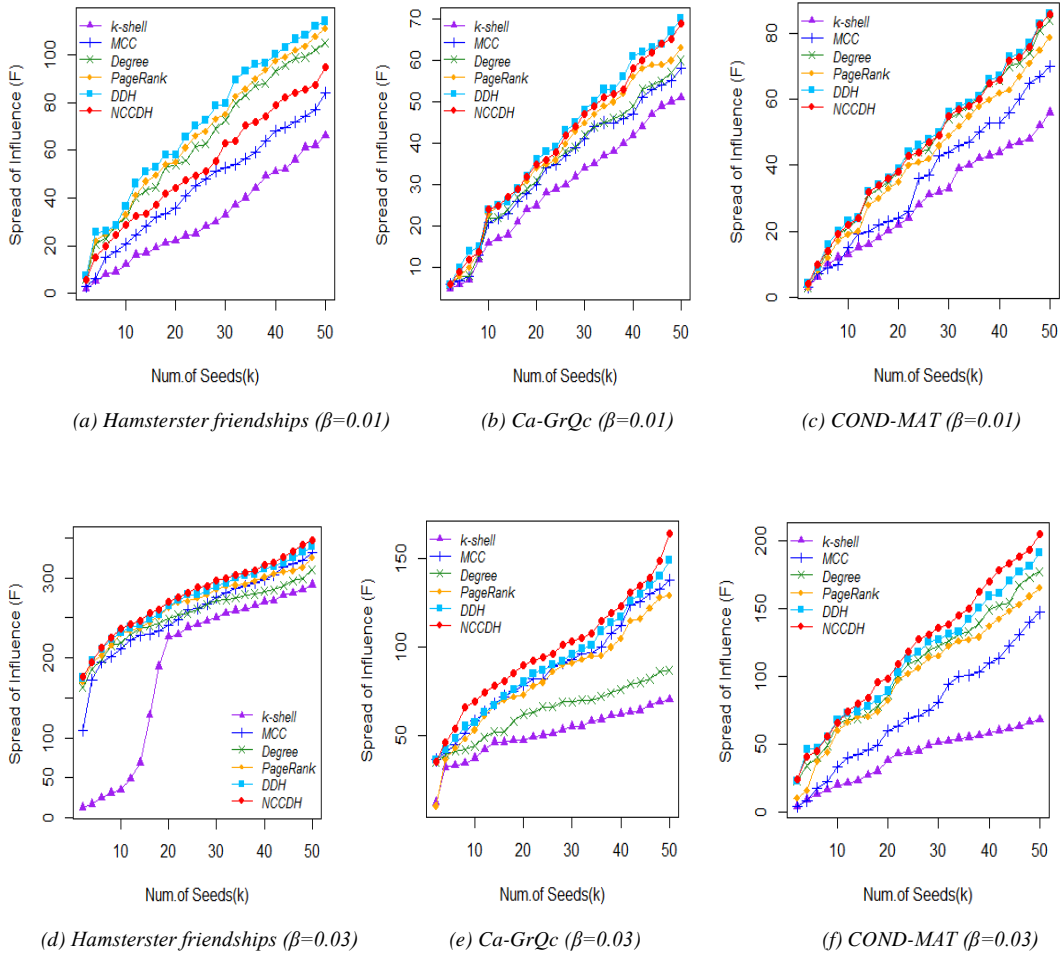 Spread of Influence (F)
0 20 40 60 80 100
k-shell
MCC
Degree
PageRank
DDH
NCCDH
10 20 30 40 50
Num.of Seeds(k)
(a) Hamsterster friendships (β=0.01)
Spread of Influence (F)
10 20 30 40 50 60 70
k-shell
MCC
Degree
PageRank
DDH
NCCDH
10 20 30 40 50
Num.of Seeds(k)
(b) Ca-GrQc (β=0.01)
Spread of Influence (F)
0 20 40 60 80
k-shell
MCC
Degree
PageRank
DDH
NCCDH
10 20 30 40 50
Num.of Seeds(k)
(c) COND-MAT (β=0.01)
Spread of Influence (F)
0 50 100 200 300
k-shell
MCC
Degree
PageRank
DDH
NCCDH
10 20 30 40 50
Num.of Seeds(k)
(d) Hamsterster friendships (β=0.03)
Spread of Influence (F)
50 100 150
k-shell
MCC
Degree
PageRank
DDH
NCCDH
10 20 30 40 50
Num.of Seeds(k)
(e) Ca-GrQc (β=0.03)
Spread of Influence (F)
0 50 100 150 200
k-shell
MCC
Degree
PageRank
DDH
NCCDH
10 20 30 40 50
Num.of Seeds(k)
(f) COND-MAT (β=0.03)